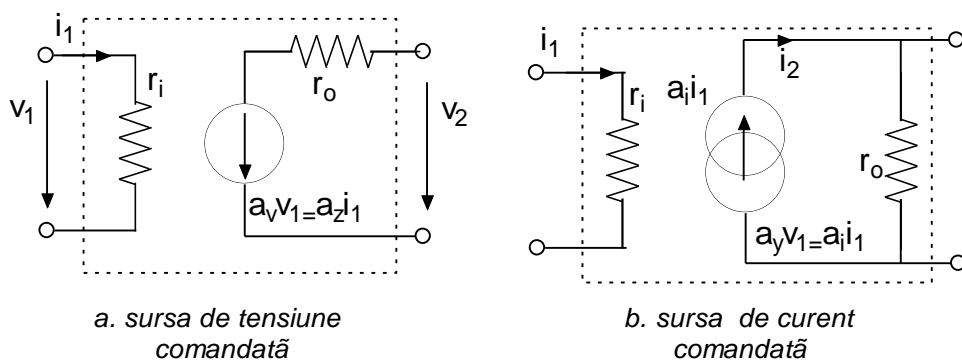 i1
v1
ri
ro
v2
avv1=azi1
a. sursa de tensiune
comandatã
i1
ri
aii1
i2
ro
ayv1=aii1
b. sursa de curent
comandatã